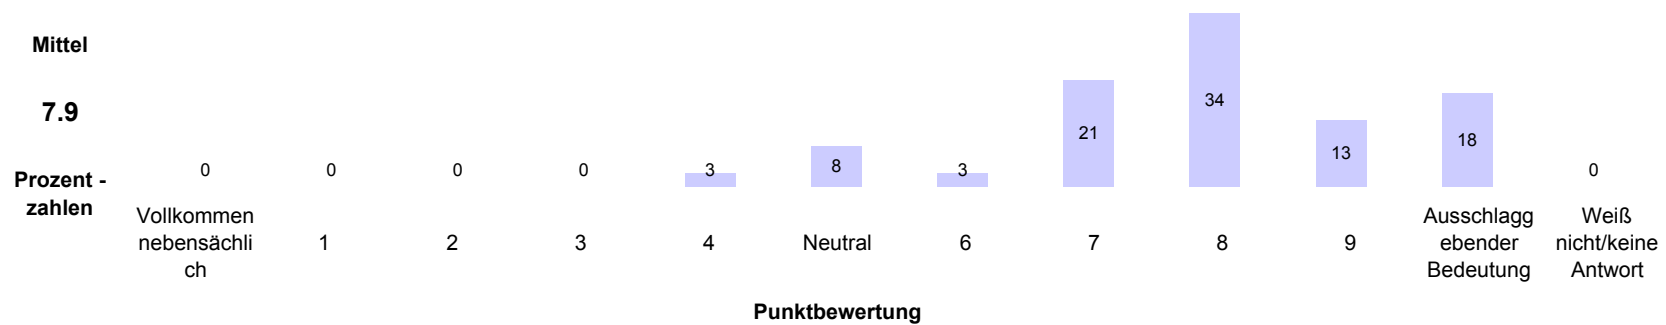 Mittel
7.9
Prozent -
zahlen
0 0 0 0 3 8 3 21 34 13 18 0
Vollkommen
nebensächli
ch
1 2 3 4 Neutral 6 7 8 9
Ausschlagg
ebender
Bedeutung
Weiß
nicht/keine
Antwort
Punktbewertung